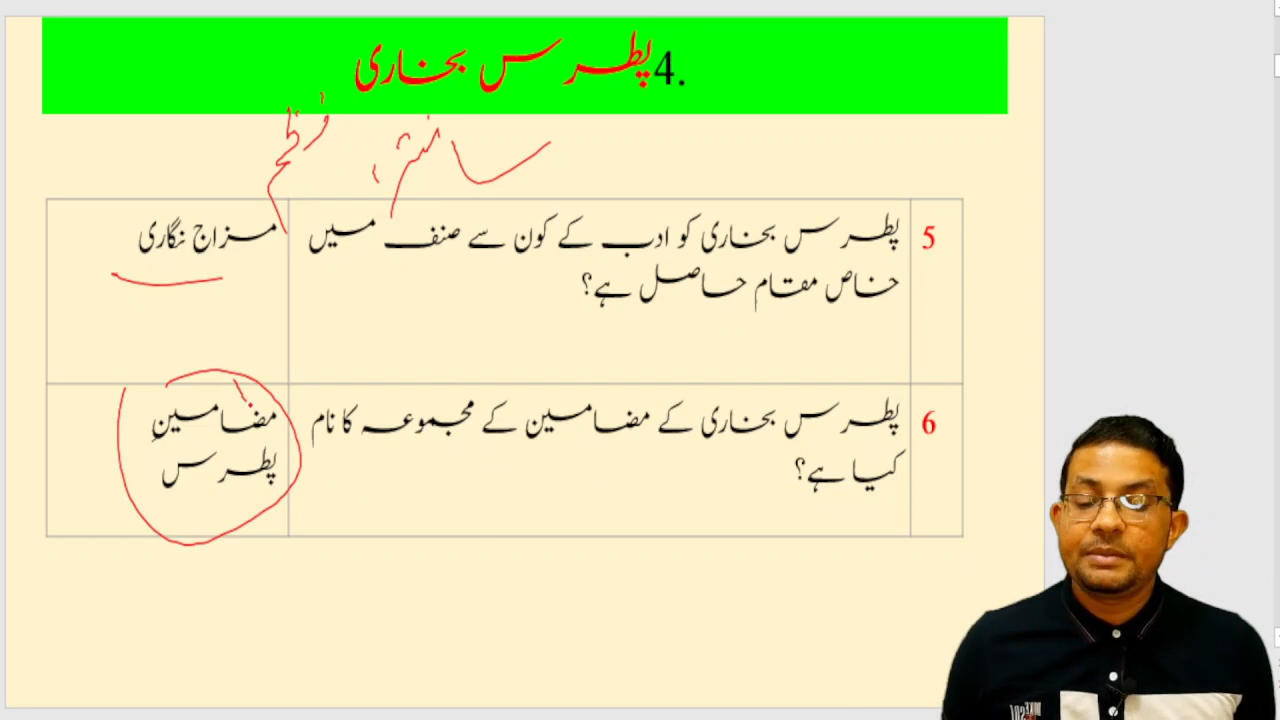 4. پطرس بخاری
5 پطرس بخاری کو ادب کے کون سے صنف میں
خاص مقام حاصل ہے؟
مزاج نگاری
6 پطرس بخاری کے مضامین کے مجموعہ کا نام
کیا ہے؟
مضامینِ
پطرس